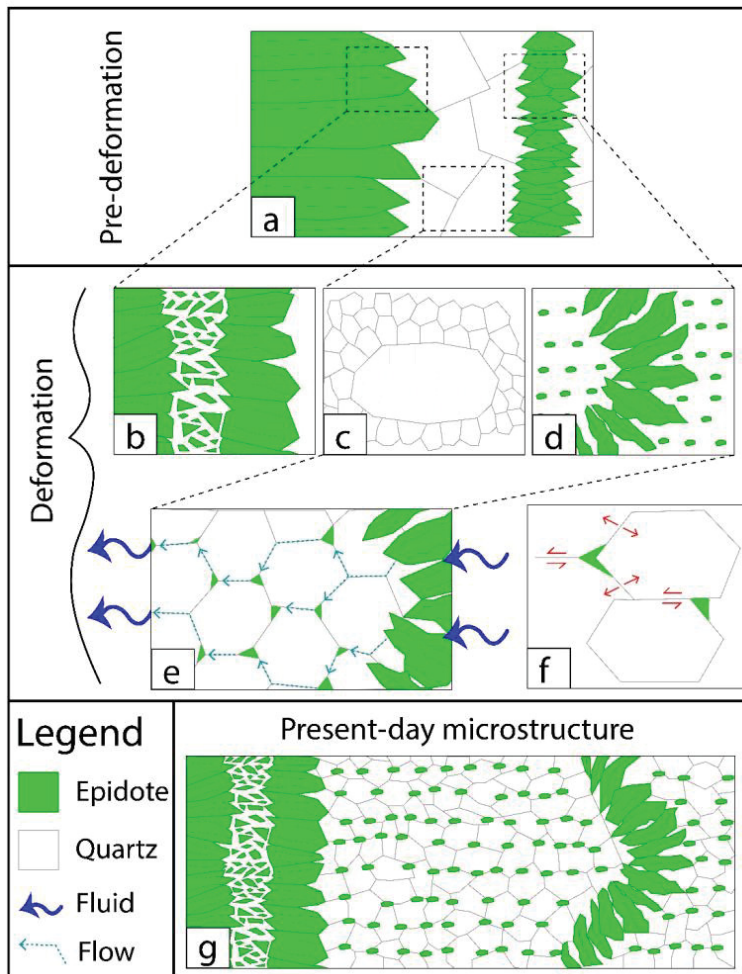 Pre-deformation
a
Deformation
b
c
d
e
f
Legend
Epidote
Quartz
Fluid
Flow
Present-day microstructure
g